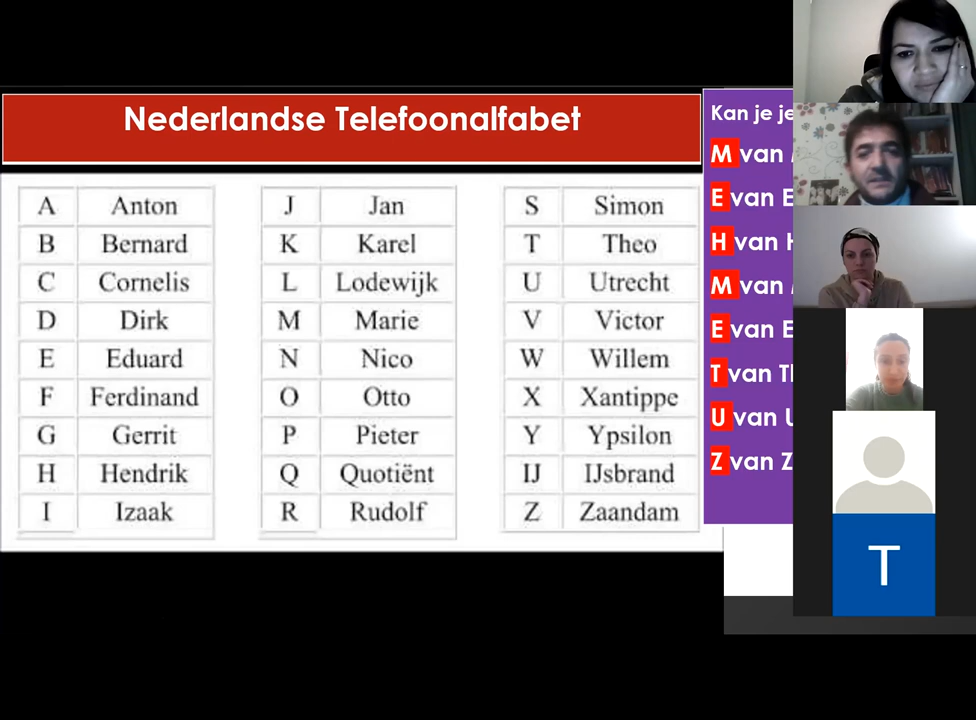 Nederlandse Telefoonalfabet
A Anton
B Bernard
C Cornelis
D Dirk
E Eduard
F Ferdinand
G Gerrit
H Hendrik
I Izaak
J Jan
K Karel
L Lodewijk
M Marie
N Nico
O Otto
P Pieter
Q Quotiënt
R Rudolf
S Simon
T Theo
U Utrecht
V Victor
W Willem
X Xantippe
Y Ypsilon
IJ IJsbrand
Z Zaandam
Kan je je
M van
E van E
H van H
M van
E van E
T van Th
U van U
Z van Z
T